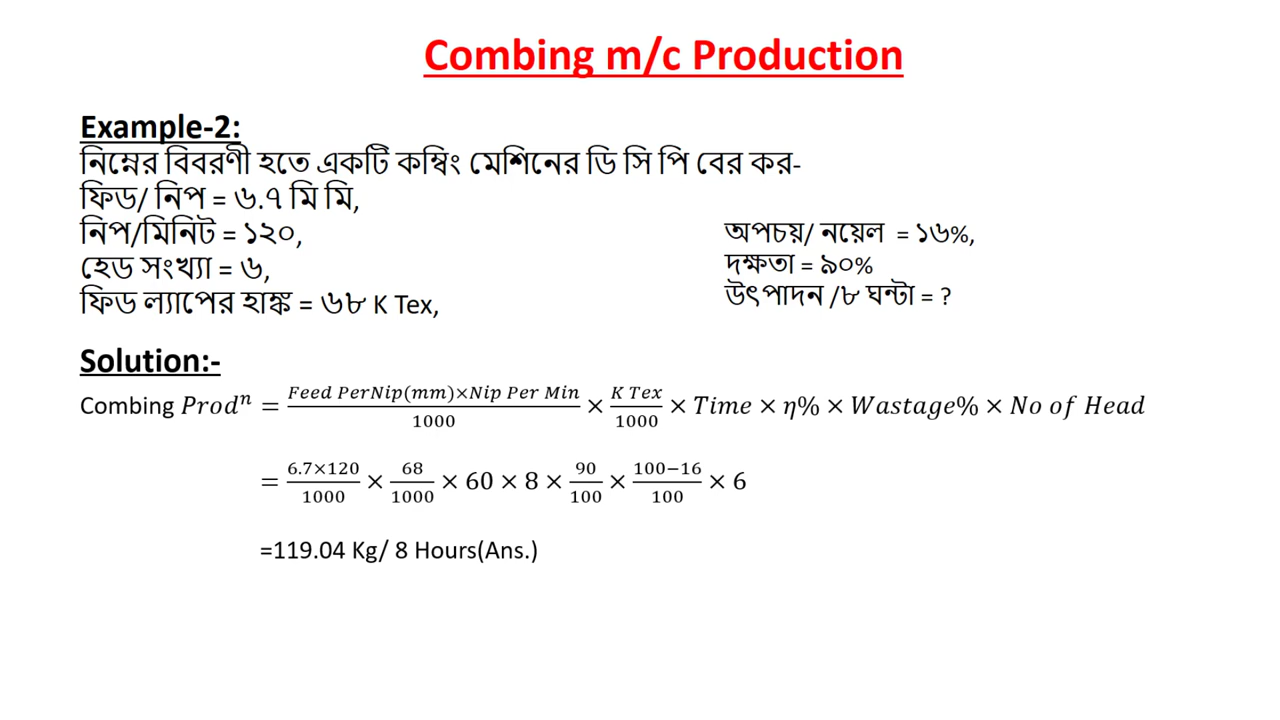 Combing m/c Production
Example-2:
নিম্নের বিবরণী হতে একটি কম্বিং মেশিনের ডি সি পি বের কর-
ফিড/ নিপ = ৬.৭ মি মি,
নিপ/মিনিট = ১২০,
হেড সংখ্যা = ৬,
ফিড ল্যাপের হাঙ্ক = ৬৮ K Tex,
অপচয়/ নয়েল = ১৬%,
দক্ষতা = ৯০%
উৎপাদন /৮ ঘন্টা = ?
Solution:-
Combing Prodⁿ = (Feed PerNip(mm)×Nip Per Min)/1000 × (K Tex)/1000 × Time × η% × Wastage% × No of Head
= (6.7×120)/1000 × 68/1000 × 60 × 8 × 90/100 × (100−16)/100 × 6
=119.04 Kg/ 8 Hours(Ans.)